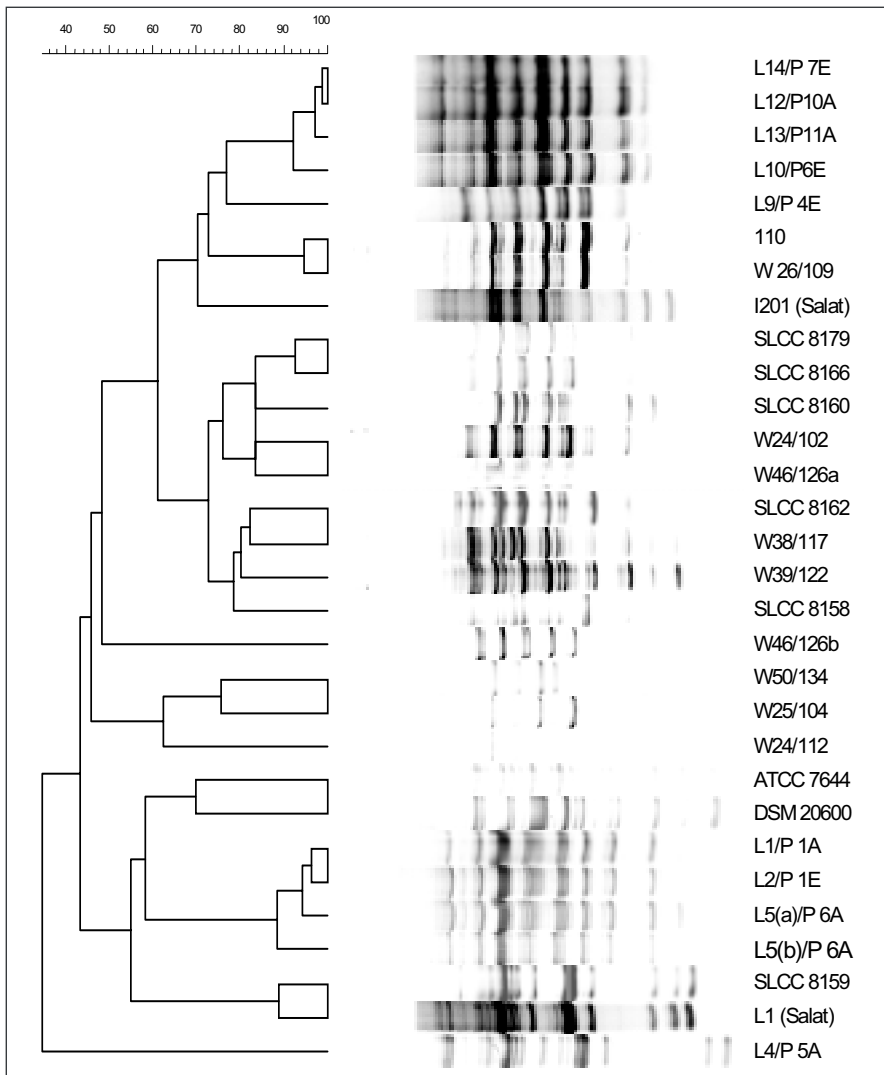 40 50 60 70 80 90 100
L14/P 7E
L12/P10A
L13/P11A
L10/P6E
L9/P 4E
110
W 26/109
I201 (Salat)
SLCC 8179
SLCC 8166
SLCC 8160
W24/102
W46/126a
SLCC 8162
W38/117
W39/122
SLCC 8158
W46/126b
W50/134
W25/104
W24/112
ATCC 7644
DSM 20600
L1/P 1A
L2/P 1E
L5(a)/P 6A
L5(b)/P 6A
SLCC 8159
L1 (Salat)
L4/P 5A